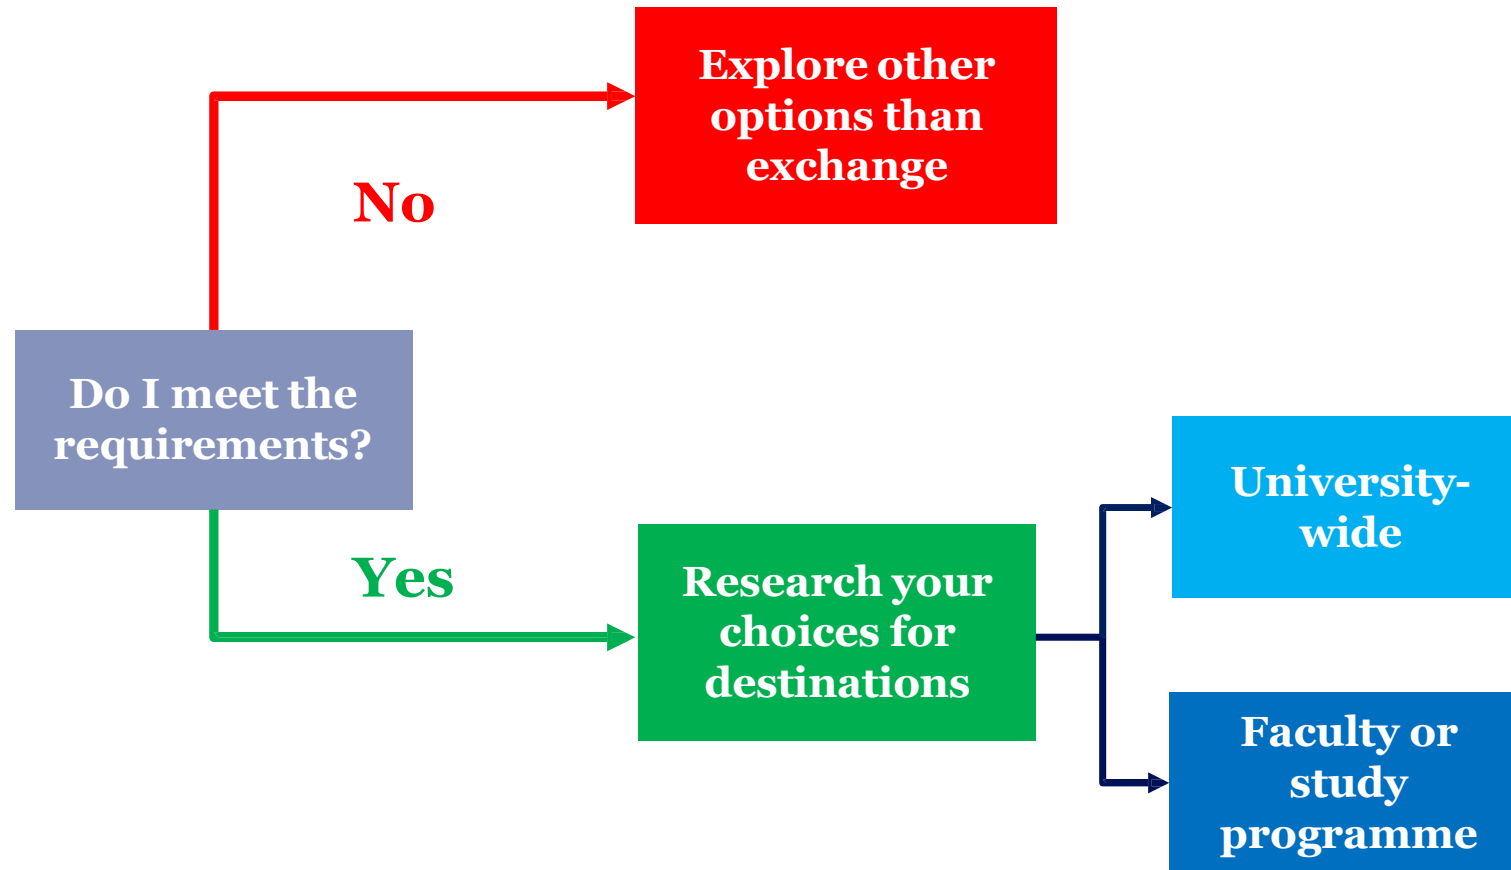 Explore other
options than
exchange
No
Do I meet the
requirements?
Yes
Research your
choices for
destinations
University-
wide
Faculty or
study
programme